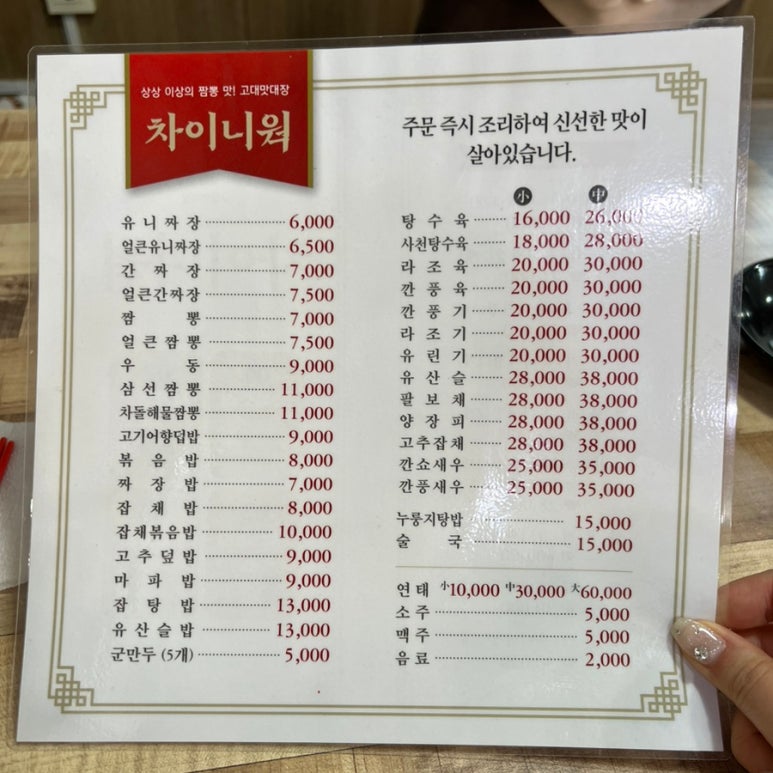 상상 이상의 짬뽕 맛! 고대맛대장
차이니웍
유니짜장 6,000
얼큰유니짜장 6,500
간짜장 7,000
얼큰간짜장 7,500
짬뽕 7,000
얼큰짬뽕 7,500
우동 9,000
삼선짬뽕 11,000
차돌해물짬뽕 11,000
고기어향덮밥 9,000
볶음밥 8,000
짜장밥 7,000
잡채밥 8,000
잡채볶음밥 10,000
고추덮밥 9,000
마파밥 9,000
잡탕밥 13,000
유산슬밥 13,000
군만두 (5개) 5,000
주문 즉시 조리하여 신선한 맛이
살아있습니다.
小 中
탕수육 16,000 26,000
사천탕수육 18,000 28,000
라조육 20,000 30,000
깐풍육 20,000 30,000
깐풍기 20,000 30,000
라조기 20,000 30,000
유린기 20,000 30,000
유산슬 28,000 38,000
팔보채 28,000 38,000
양장피 28,000 38,000
고추잡채 28,000 38,000
깐쇼새우 25,000 35,000
깐풍새우 25,000 35,000
누룽지탕밥 15,000
술국 15,000
연태 小10,000 中30,000 大60,000
소주 5,000
맥주 5,000
음료 2,000